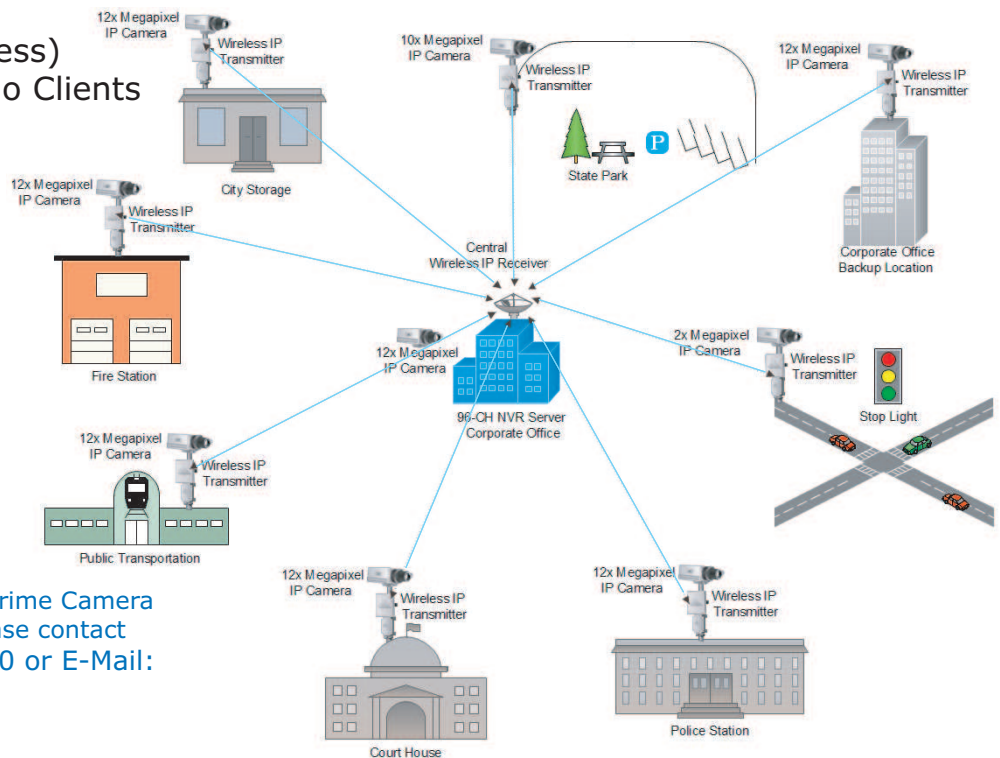 12x Megapixel
IP Camera
Wireless IP
Transmitter
ess)
o Clients
City Storage
10x Megapixel
IP Camera
Wireless IP
Transmitter
P
State Park
12x Megapixel
IP Camera
Wireless IP
Transmitter
Corporate Office
Backup Location
12x Megapixel
IP Camera
Wireless IP
Transmitter
Fire Station
Central
Wireless IP Receiver
12x Megapixel
IP Camera
96-CH NVR Server
Corporate Office
2x Megapixel
IP Camera
Wireless IP
Transmitter
Stop Light
12x Megapixel
IP Camera
Wireless IP
Transmitter
Public Transportation
12x Megapixel
IP Camera
Wireless IP
Transmitter
Court House
12x Megapixel
IP Camera
Wireless IP
Transmitter
Police Station
rime Camera
ase contact
0 or E-Mail: